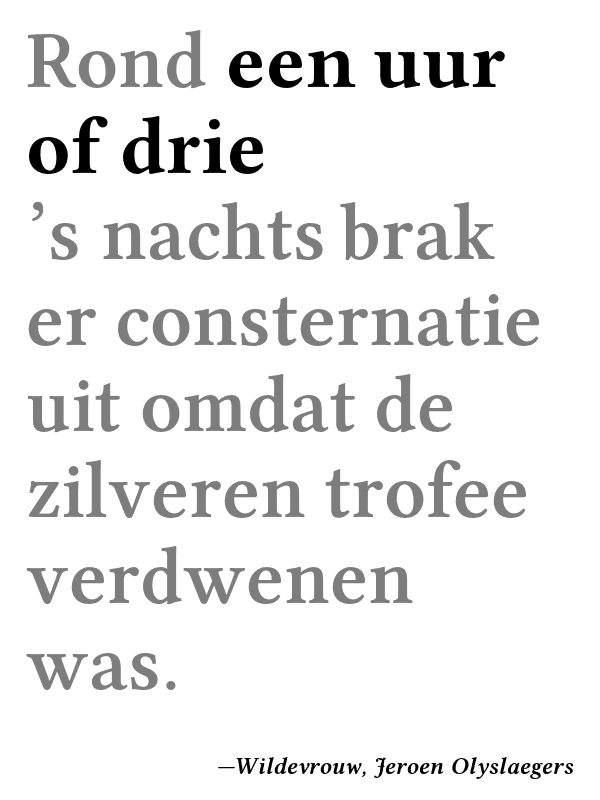 Rond een uur
of drie
’s nachts brak
er consternatie
uit omdat de
zilveren trofee
verdwenen
was.
—Wildevrouw, Jeroen Olyslaegers